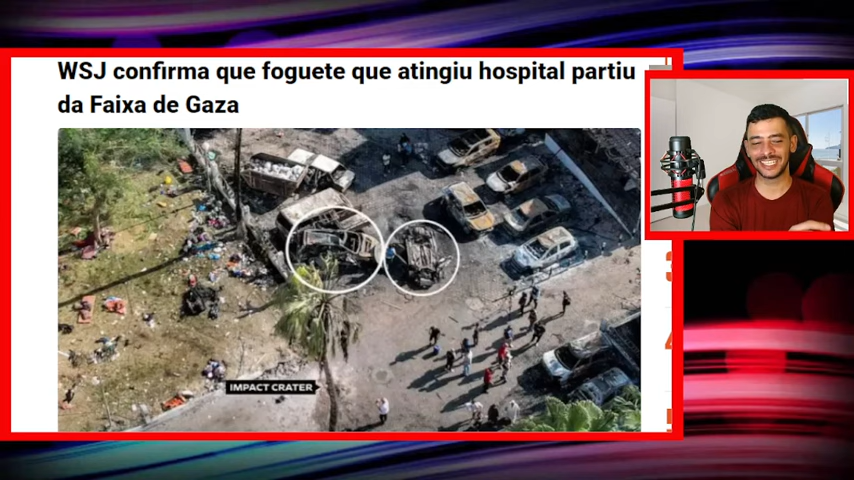 WSJ confirma que foguete que atingiu hospital partiu
da Faixa de Gaza
IMPACT CRATER